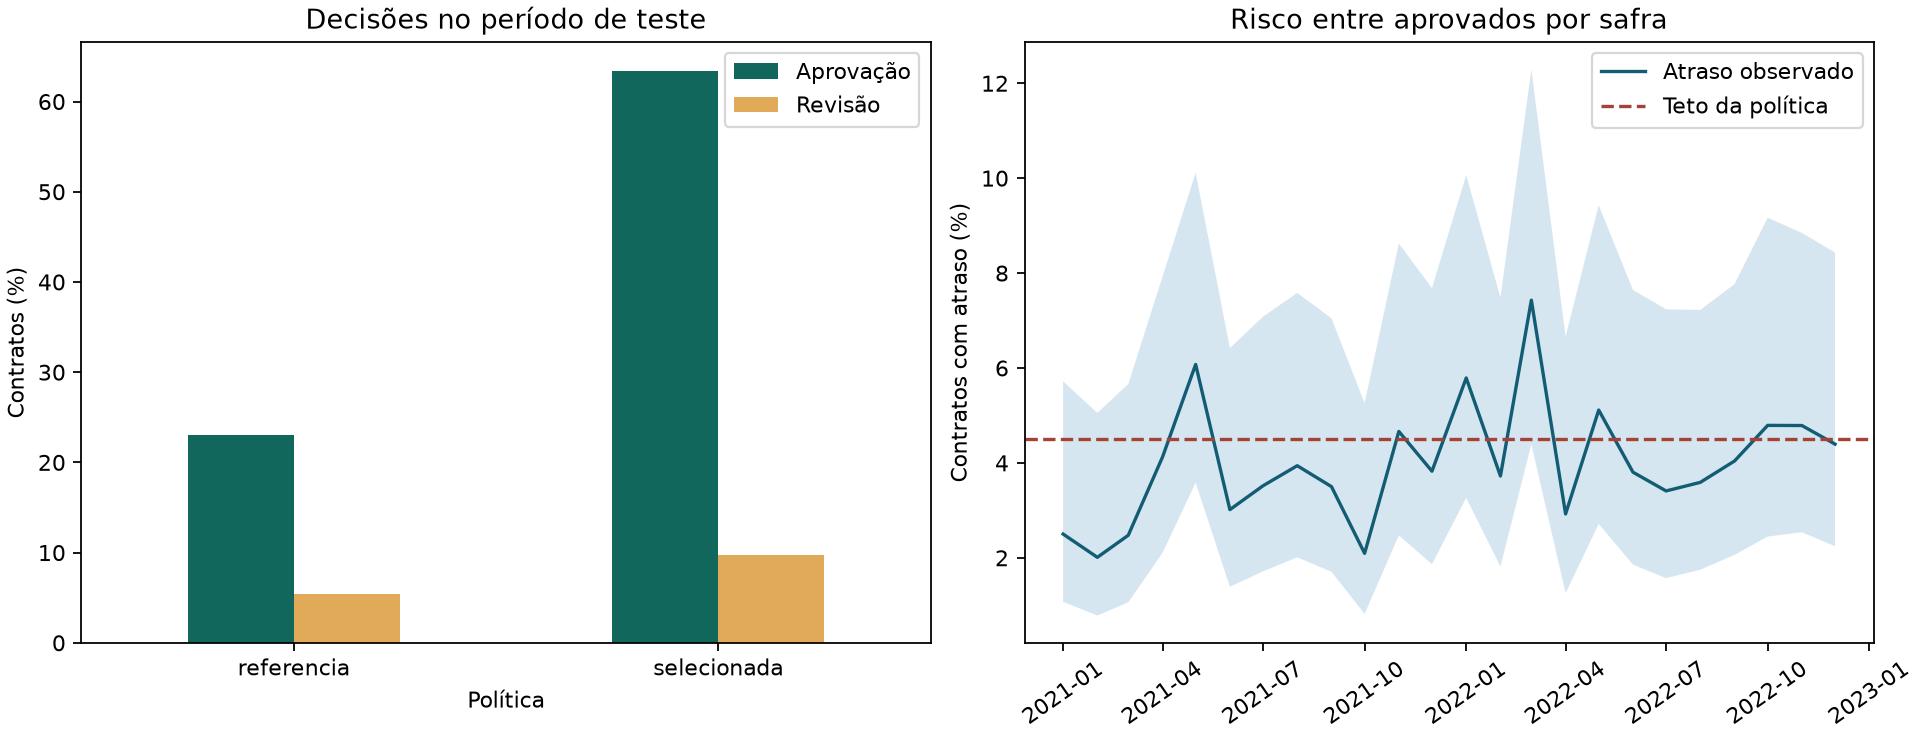 Decisões no período de teste
Contratos (%)
60
50
40
30
20
10
0
Aprovação
Revisão
referencia
selecionada
Política
Risco entre aprovados por safra
Contratos com atraso (%)
12
10
8
6
4
2
Atraso observado
Teto da política
2021-01
2021-04
2021-07
2021-10
2022-01
2022-04
2022-07
2022-10
2023-01